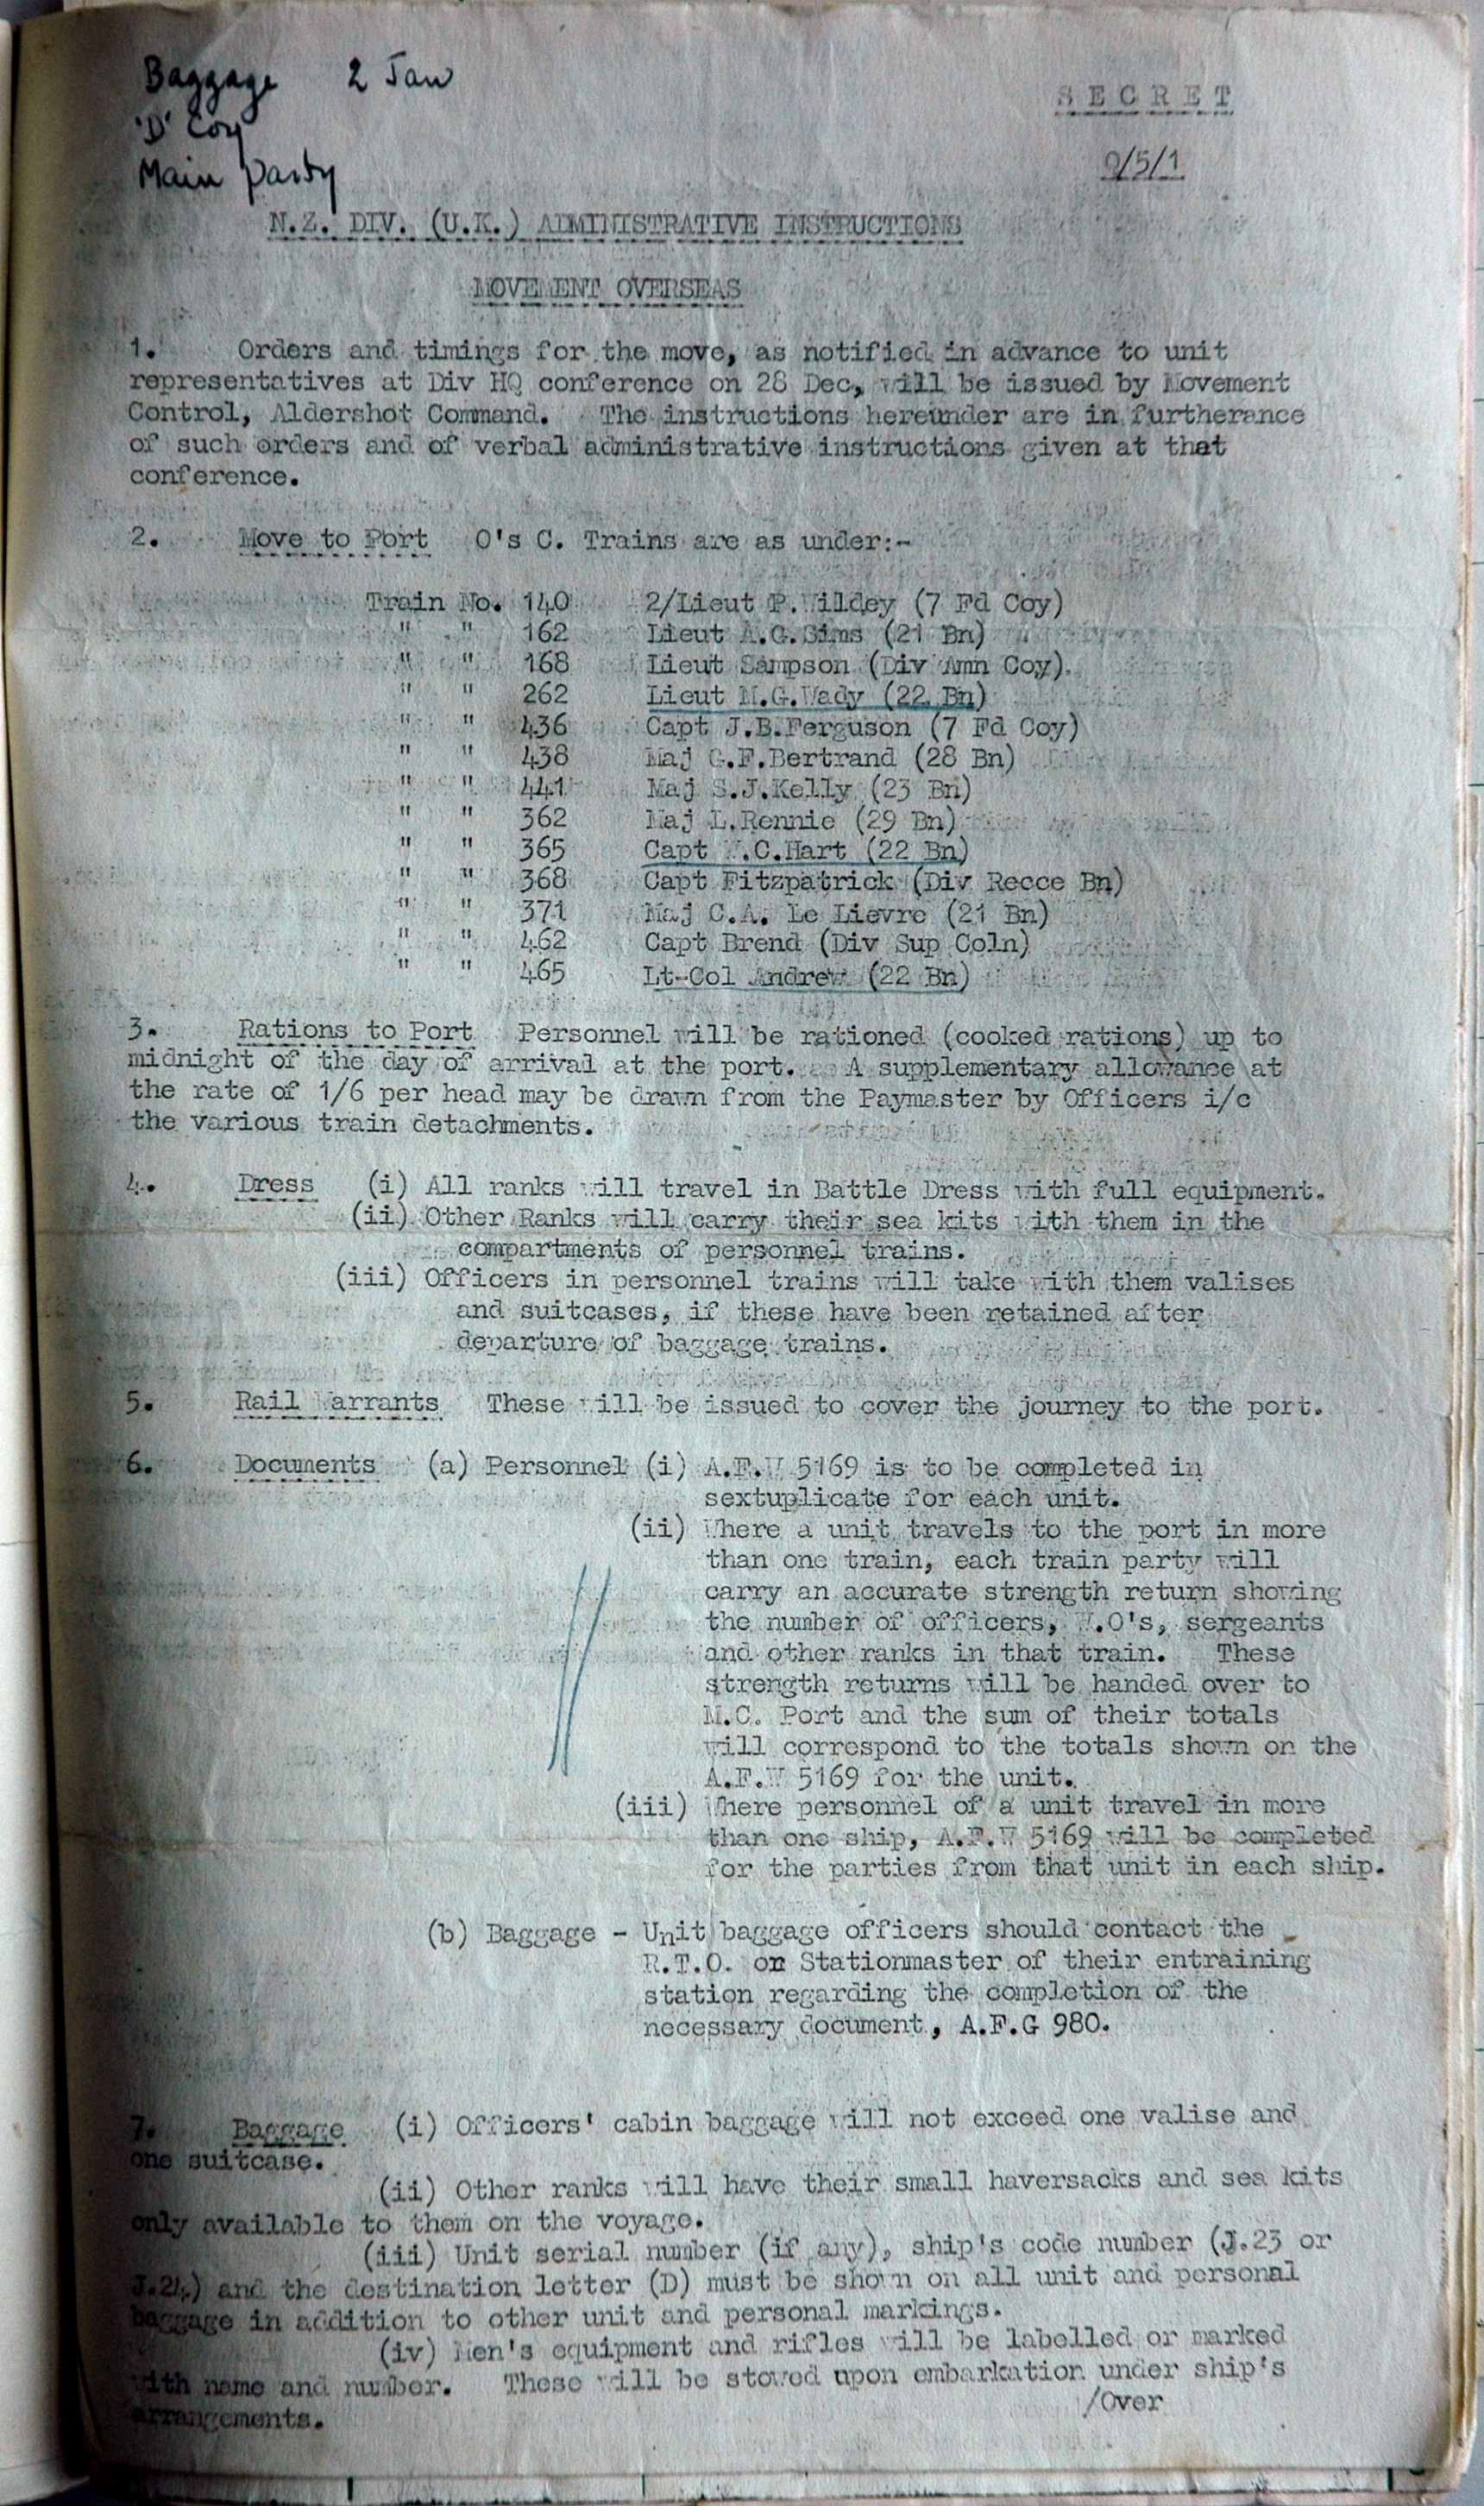 Baggage 2 Jan
'D' Coy
Main party
SECRET
0/5/1
N.Z. DIV. (U.K.) ADMINISTRATIVE INSTRUCTIONS
MOVEMENT OVERSEAS
1. Orders and timings for the move, as notified in advance to unit
representatives at Div HQ conference on 28 Dec, will be issued by Movement
Control, Aldershot Command. The instructions hereunder are in furtherance
of such orders and of verbal administrative instructions given at that
conference.
2. Move to Port O's C. Trains are as under:-
Train No. 140 2/Lieut P.Wildey (7 Fd Coy)
" " 162 Lieut A.G.Sims (21 Bn)
" " 168 Lieut Sampson (Div Amn Coy).
" " 262 Lieut M.G.Wady (22 Bn)
" " 436 Capt J.B.Ferguson (7 Fd Coy)
" " 438 Maj G.F.Bertrand (28 Bn)
" " 441 Maj S.J.Kelly (23 Bn)
" " 362 Maj L.Rennie (29 Bn)
" " 365 Capt W.C.Hart (22 Bn)
" " 368 Capt Fitzpatrick (Div Recce Bn)
" " 371 Maj C.A. Le Lievre (21 Bn)
" " 462 Capt Brend (Div Sup Coln)
" " 465 Lt-Col Andrew (22 Bn)
3. Rations to Port Personnel will be rationed (cooked rations) up to
midnight of the day of arrival at the port. A supplementary allowance at
the rate of 1/6 per head may be drawn from the Paymaster by Officers i/c
the various train detachments.
4. Dress (i) All ranks will travel in Battle Dress with full equipment.
(ii) Other Ranks will carry their sea kits with them in the
compartments of personnel trains.
(iii) Officers in personnel trains will take with them valises
and suitcases, if these have been retained after
departure of baggage trains.
5. Rail Warrants These will be issued to cover the journey to the port.
6. Documents (a) Personnel (i) A.F.W 5169 is to be completed in
sextuplicate for each unit.
(ii) Where a unit travels to the port in more
than one train, each train party will
carry an accurate strength return showing
the number of officers, W.O's, sergeants
and other ranks in that train. These
strength returns will be handed over to
M.C. Port and the sum of their totals
will correspond to the totals shown on the
A.F.W 5169 for the unit.
(iii) Where personnel of a unit travel in more
than one ship, A.F.W 5169 will be completed
for the parties from that unit in each ship.
(b) Baggage - Unit baggage officers should contact the
R.T.O. or Stationmaster of their entraining
station regarding the completion of the
necessary document, A.F.G 980.
7. Baggage (i) Officers' cabin baggage will not exceed one valise and
one suitcase.
(ii) Other ranks will have their small haversacks and sea kits
only available to them on the voyage.
(iii) Unit serial number (if any), ship's code number (J.23 or
J.24) and the destination letter (D) must be shown on all unit and personal
baggage in addition to other unit and personal markings.
(iv) Men's equipment and rifles will be labelled or marked
with name and number. These will be stowed upon embarkation under ship's
arrangements.
/Over